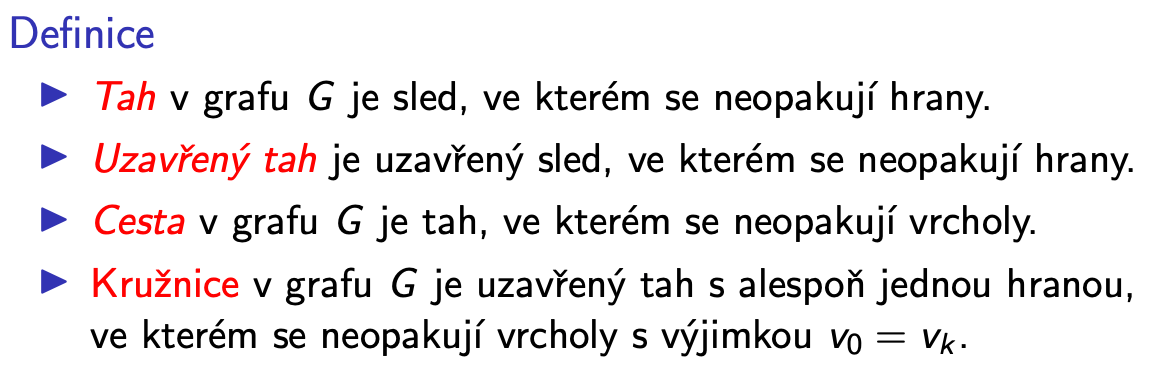 Definice
Tah v grafu G je sled, ve kterém se neopakují hrany.
Uzavřený tah je uzavřený sled, ve kterém se neopakují hrany.
Cesta v grafu G je tah, ve kterém se neopakují vrcholy.
Kružnice v grafu G je uzavřený tah s alespoň jednou hranou,
ve kterém se neopakují vrcholy s výjimkou v₀ = vₖ.